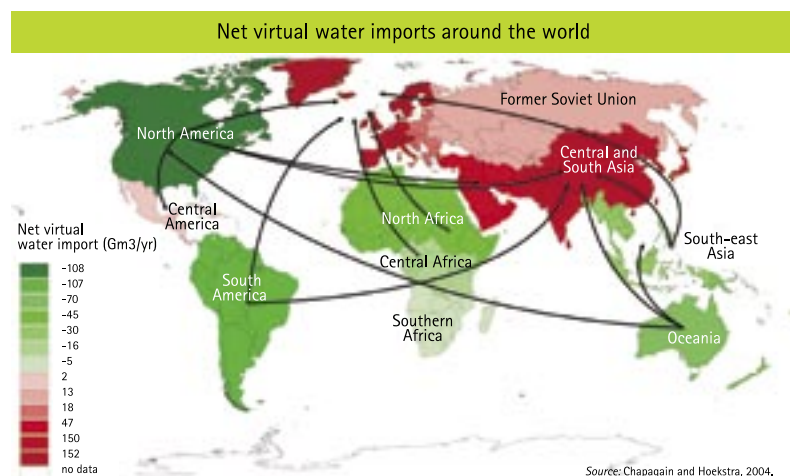 Net virtual water imports around the world
Former Soviet Union
North America
Central and
South Asia
Central
America
North Africa
South-east
Asia
Central Africa
South
America
Southern
Africa
Oceania
Net virtual
water import (Gm3/yr)
-108
-107
-70
-45
-30
-16
-5
2
13
18
47
150
152
no data
Source: Chapagain and Hoekstra, 2004.